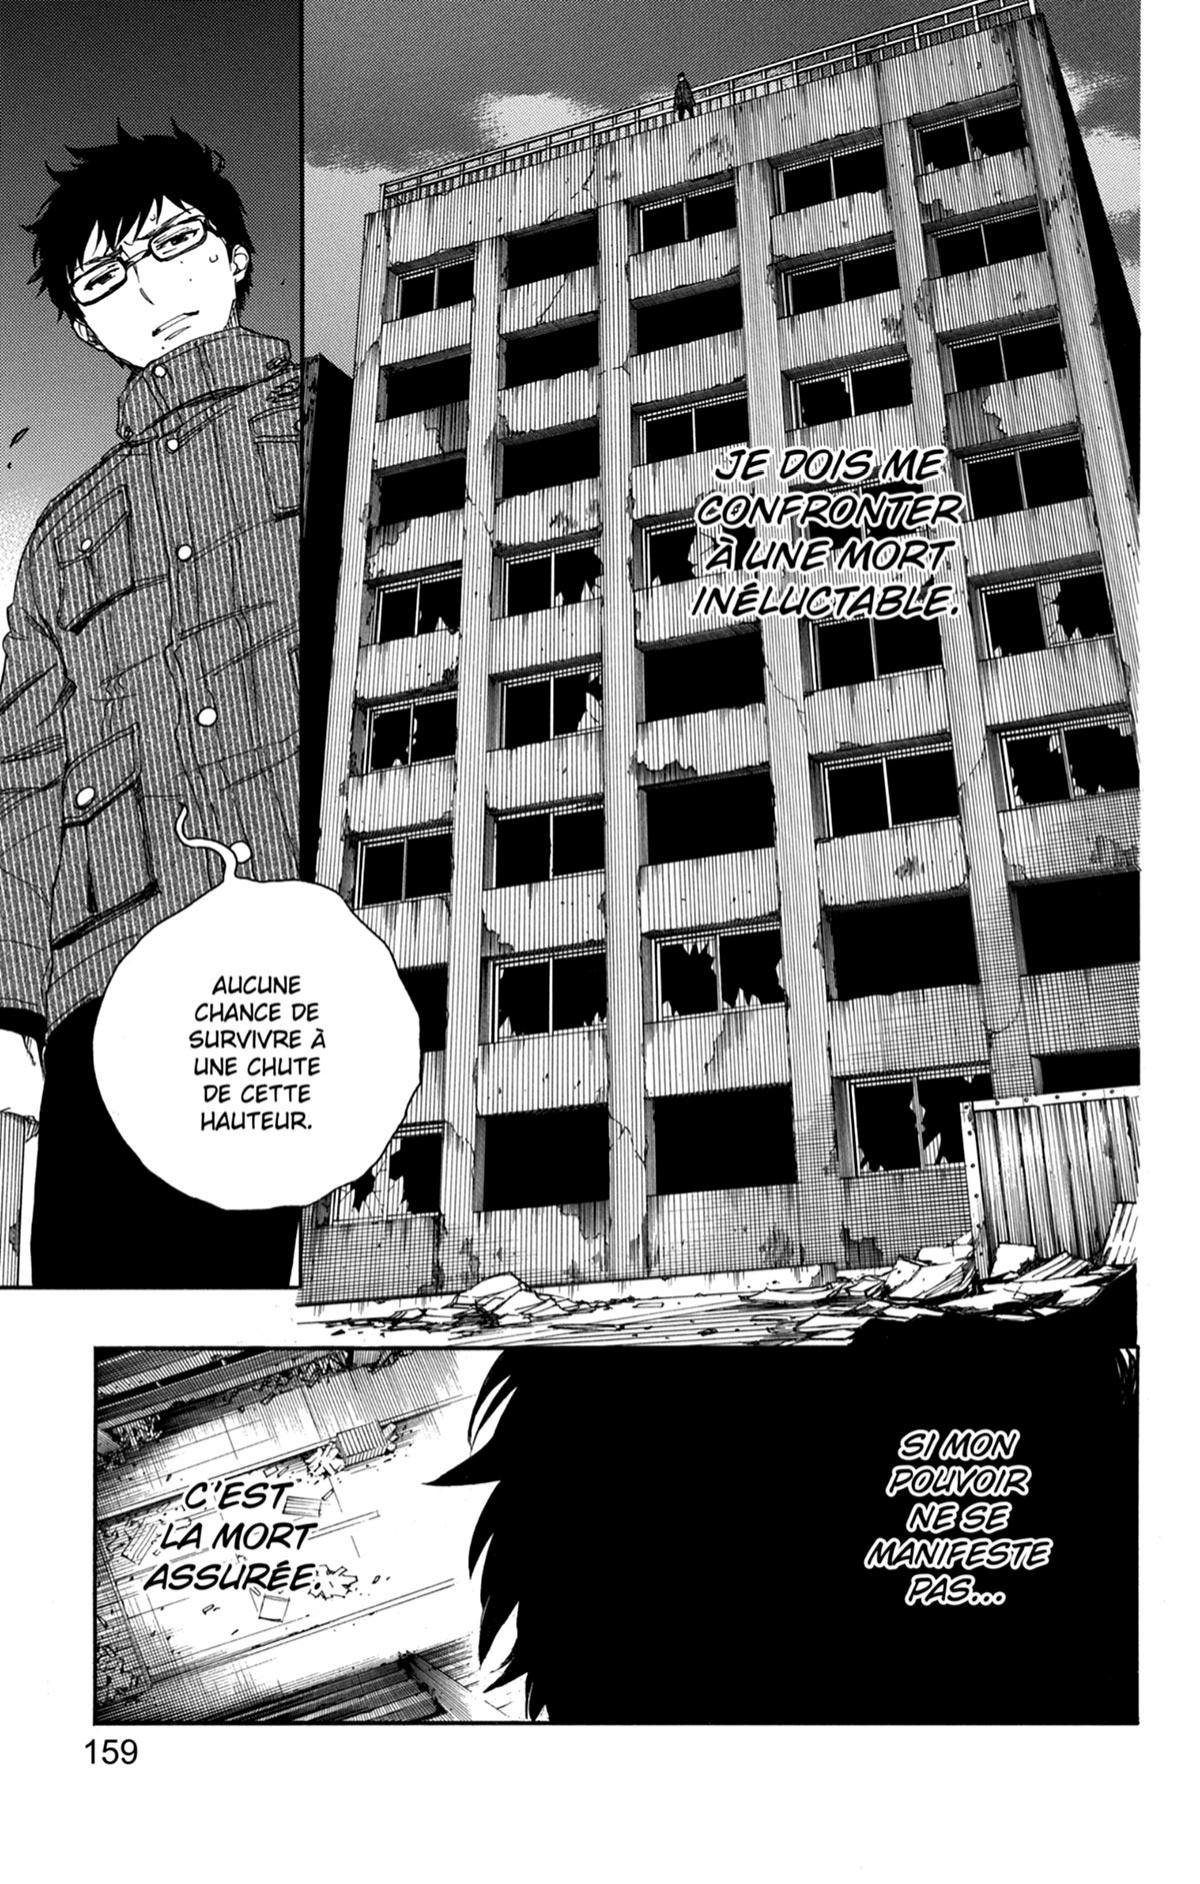 JE DOIS ME
CONFRONTER
À UNE MORT
INÉLUCTABLE.
AUCUNE
CHANCE DE
SURVIVRE À
UNE CHUTE
DE CETTE
HAUTEUR.
SI MON
POUVOIR
NE SE
MANIFESTE
PAS...
C'EST
LA MORT
ASSURÉE.
159